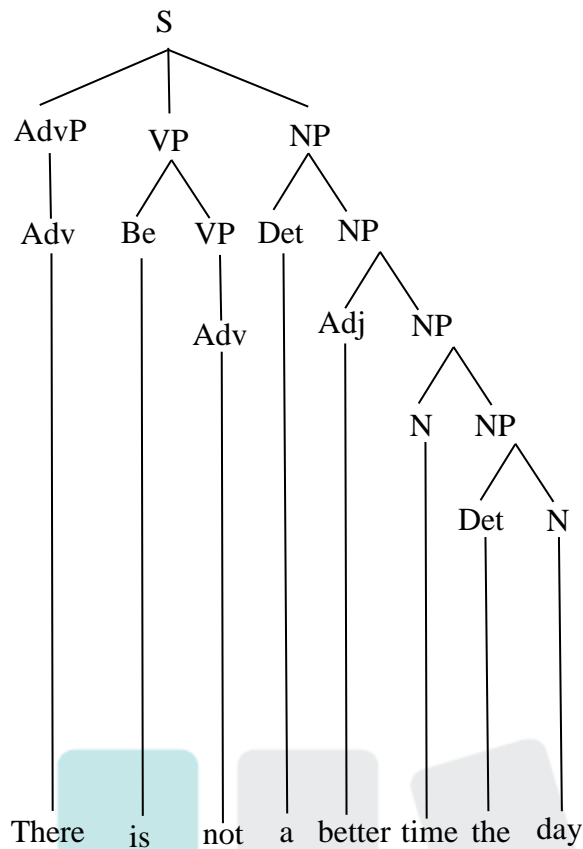 S
AdvP VP NP
Adv Be VP Det NP
Adv Adj NP
N NP
Det N
There is not a better time the day